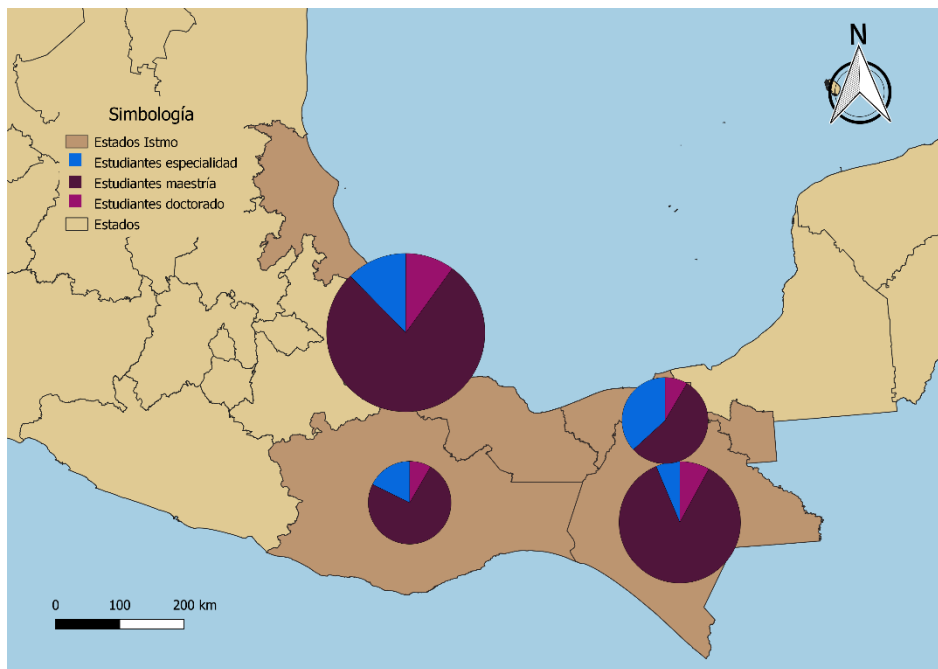 N
Simbología
Estados Istmo
Estudiantes especialidad
Estudiantes maestría
Estudiantes doctorado
Estados
0 100 200 km